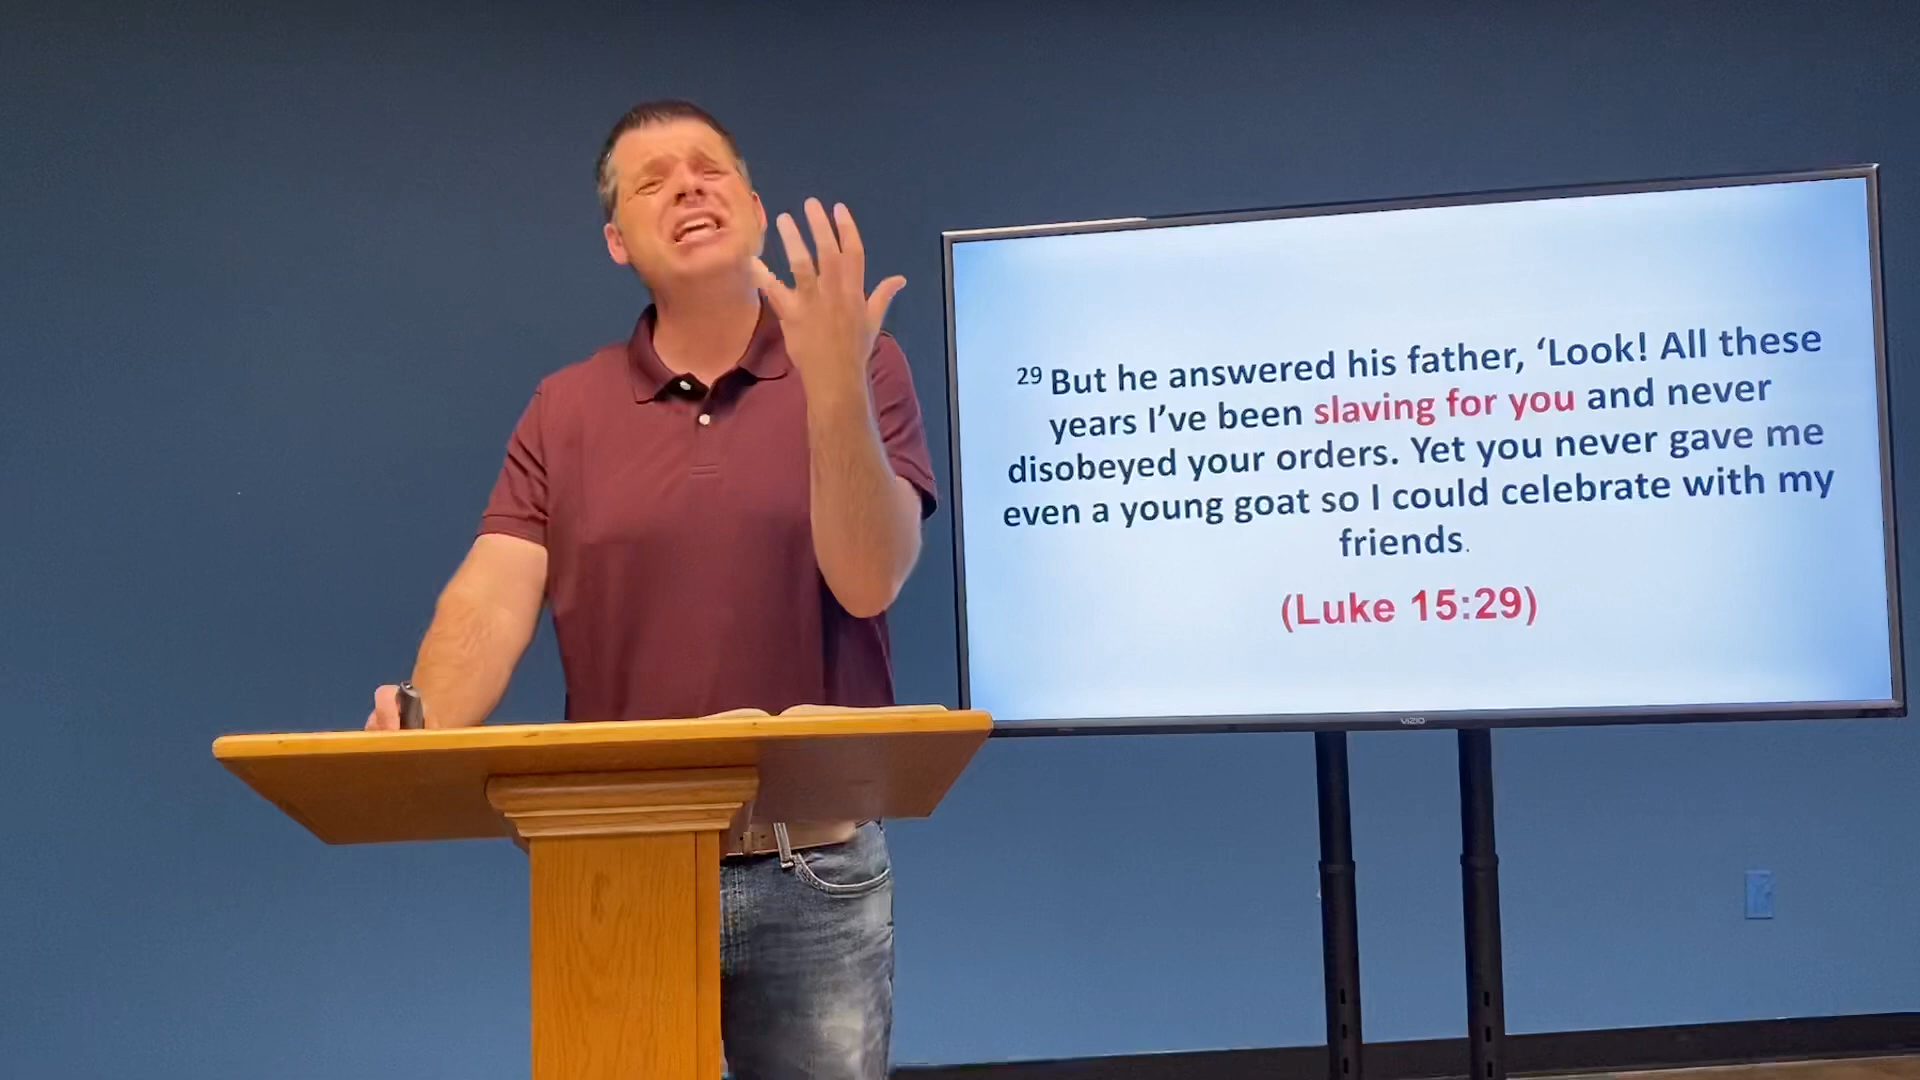 29 But he answered his father, ‘Look! All these
years I’ve been slaving for you and never
disobeyed your orders. Yet you never gave me
even a young goat so I could celebrate with my
friends.
(Luke 15:29)
VIZIO